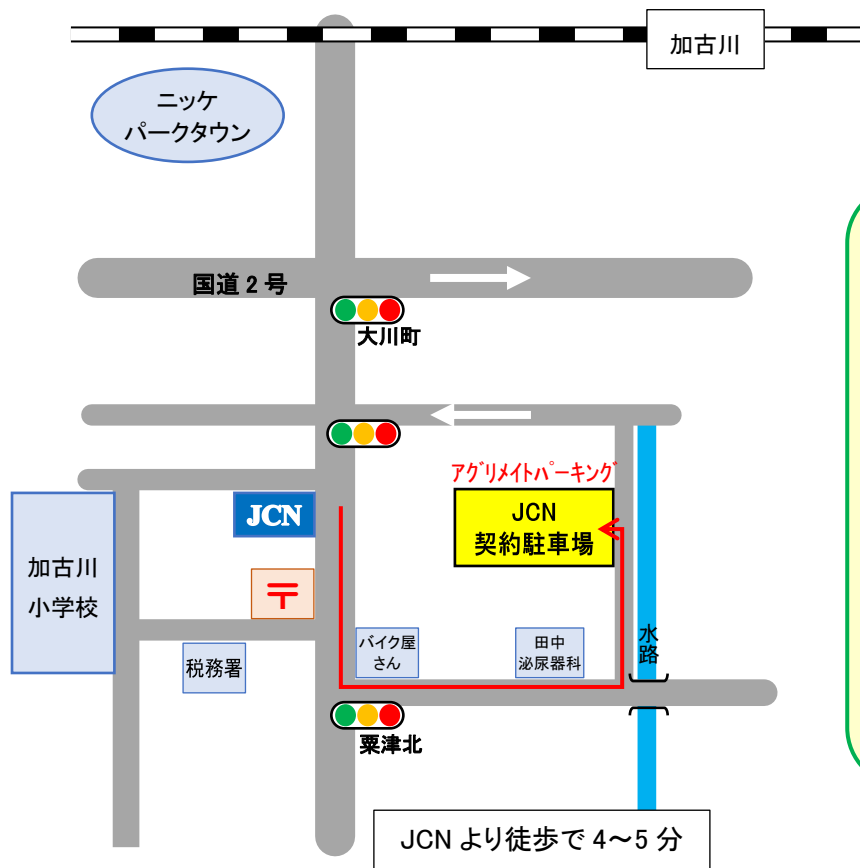 加古川
ニッケ
パークタウン
国道2号
大川町
アグリメイトパーキング
JCN
JCN
契約駐車場
加古川
小学校
〒
税務署
バイク屋
さん
田中
泌尿器科
水路
粟津北
JCNより徒歩で4～5分